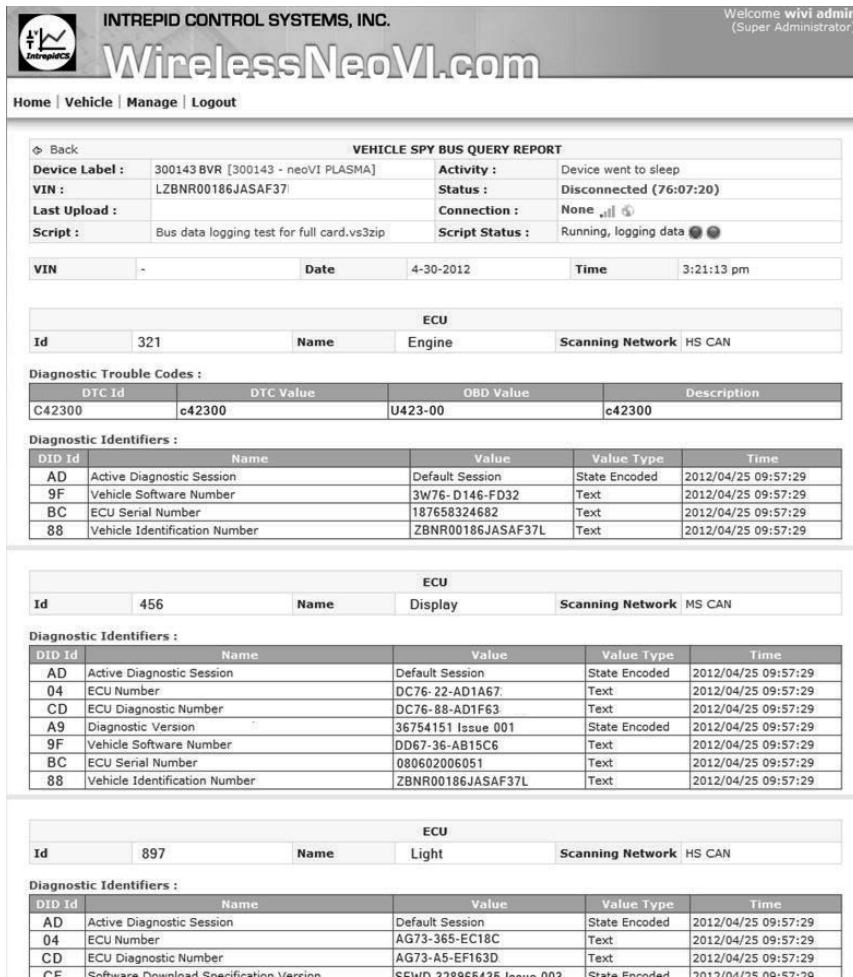 INTREPID CONTROL SYSTEMS, INC.
Welcome wivi admin
(Super Administrator
IntrepidCS
WirelessNeoVI.com
Home | Vehicle | Manage | Logout
Back VEHICLE SPY BUS QUERY REPORT
Device Label : 300143 BVR [300143 - neoVI PLASMA] Activity : Device went to sleep
VIN : LZBNR00186JASAF37 Status : Disconnected (76:07:20)
Last Upload : Connection : None
Script : Bus data logging test for full card.vs3zip Script Status : Running, logging data
VIN - Date 4-30-2012 Time 3:21:13 pm
ECU
Id 321 Name Engine Scanning Network HS CAN
Diagnostic Trouble Codes :
DTC Id DTC Value OBD Value Description
C42300 c42300 U423-00 c42300
Diagnostic Identifiers :
DID Id Name Value Value Type Time
AD Active Diagnostic Session Default Session State Encoded 2012/04/25 09:57:29
9F Vehicle Software Number 3W76-D146-FD32 Text 2012/04/25 09:57:29
BC ECU Serial Number 187658324682 Text 2012/04/25 09:57:29
88 Vehicle Identification Number ZBNR00186JASAF37L Text 2012/04/25 09:57:29
ECU
Id 456 Name Display Scanning Network MS CAN
Diagnostic Identifiers :
DID Id Name Value Value Type Time
AD Active Diagnostic Session Default Session State Encoded 2012/04/25 09:57:29
04 ECU Number DC76-22-AD1A67 Text 2012/04/25 09:57:29
CD ECU Diagnostic Number DC76-88-AD1F63 Text 2012/04/25 09:57:29
A9 Diagnostic Version 36754151 Issue 001 State Encoded 2012/04/25 09:57:29
9F Vehicle Software Number DD67-36-AB15C6 Text 2012/04/25 09:57:29
BC ECU Serial Number 080602006051 Text 2012/04/25 09:57:29
88 Vehicle Identification Number ZBNR00186JASAF37L Text 2012/04/25 09:57:29
ECU
Id 897 Name Light Scanning Network HS CAN
Diagnostic Identifiers :
DID Id Name Value Value Type Time
AD Active Diagnostic Session Default Session State Encoded 2012/04/25 09:57:29
04 ECU Number AG73-365-EC18C Text 2012/04/25 09:57:29
CD ECU Diagnostic Number AG73-A5-EF163D Text 2012/04/25 09:57:29
CF Software Download Specification Version 328965435 Issue 003 State Encoded 2012/04/25 09:57:29